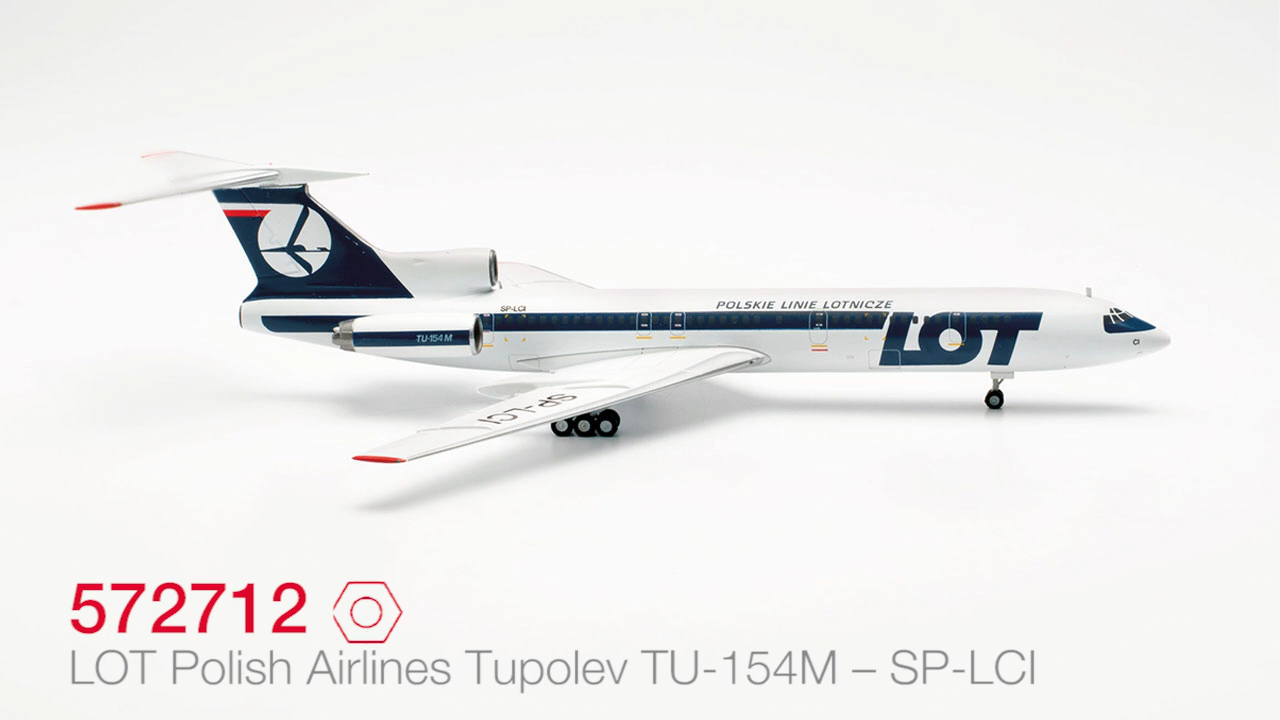 SP-LCI
POLSKIE LINIE LOTNICZE
LOT
TU-154 M
CI
SP-LCI
572712
LOT Polish Airlines Tupolev TU-154M – SP-LCI